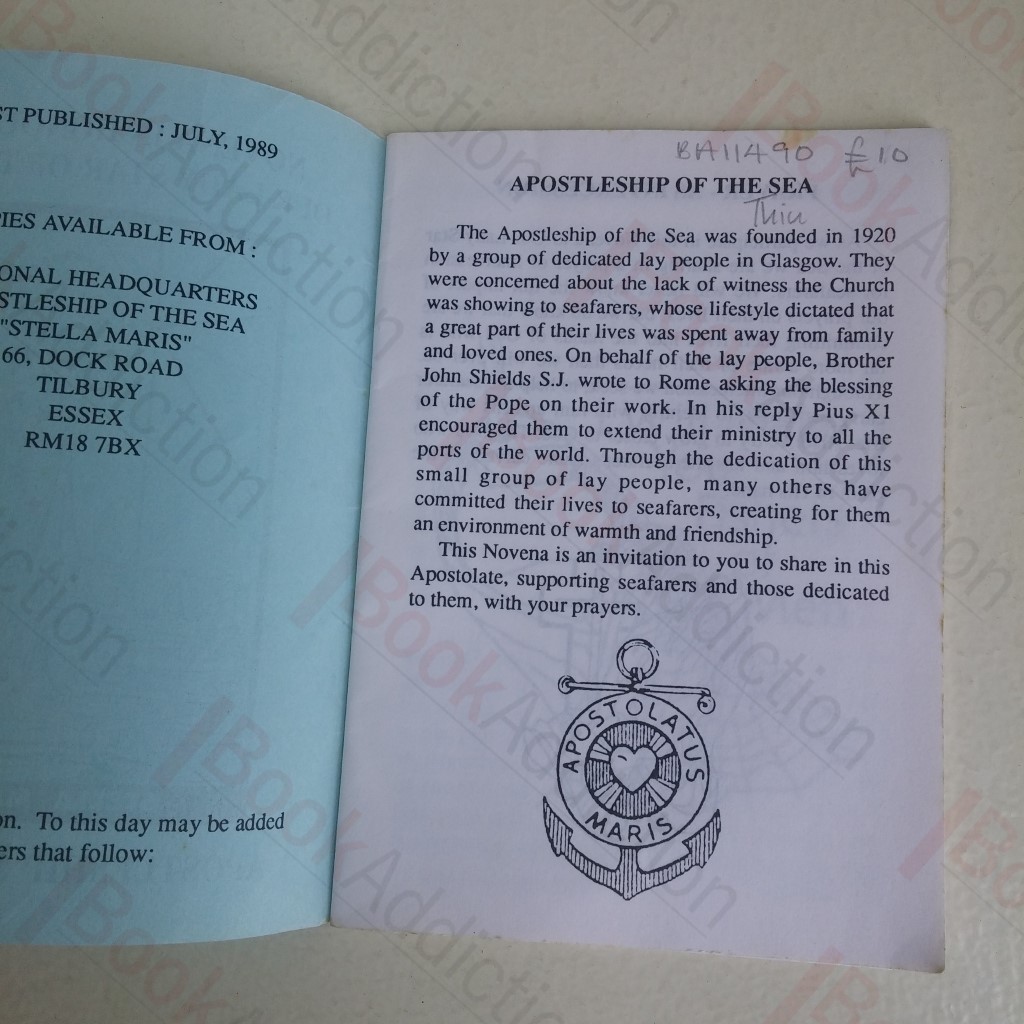 ST PUBLISHED : JULY, 1989
IES AVAILABLE FROM :
ONAL HEADQUARTERS
STLESHIP OF THE SEA
"STELLA MARIS"
66, DOCK ROAD
TILBURY
ESSEX
RM18 7BX
on. To this day may be added
ers that follow:
BA11490 £10
APOSTLESHIP OF THE SEA
Thin
The Apostleship of the Sea was founded in 1920
by a group of dedicated lay people in Glasgow. They
were concerned about the lack of witness the Church
was showing to seafarers, whose lifestyle dictated that
a great part of their lives was spent away from family
and loved ones. On behalf of the lay people, Brother
John Shields S.J. wrote to Rome asking the blessing
of the Pope on their work. In his reply Pius X1
encouraged them to extend their ministry to all the
ports of the world. Through the dedication of this
small group of lay people, many others have
committed their lives to seafarers, creating for them
an environment of warmth and friendship.
This Novena is an invitation to you to share in this
Apostolate, supporting seafarers and those dedicated
to them, with your prayers.
APOSTOLATUS
MARIS
BookAddiction